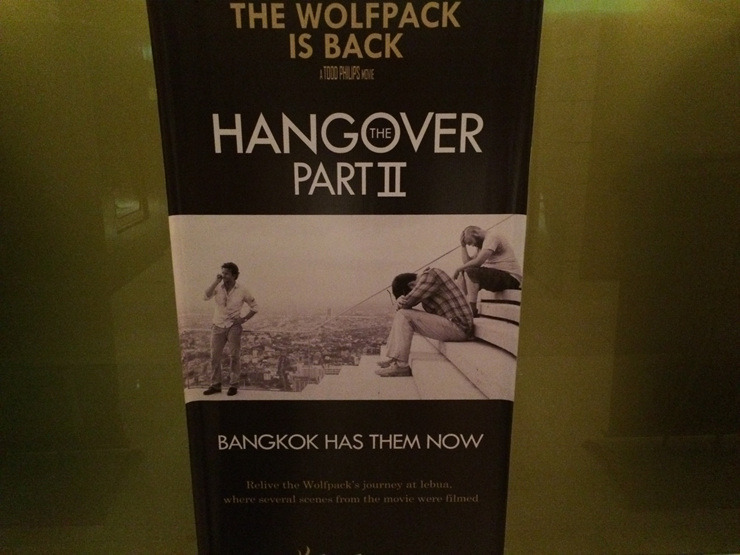 THE WOLFPACK
IS BACK
A TODD PHILIPS MOVIE
THE
HANGOVER
PART II
BANGKOK HAS THEM NOW
Relive the Wolfpack's journey at lebua,
where several scenes from the movie were filmed